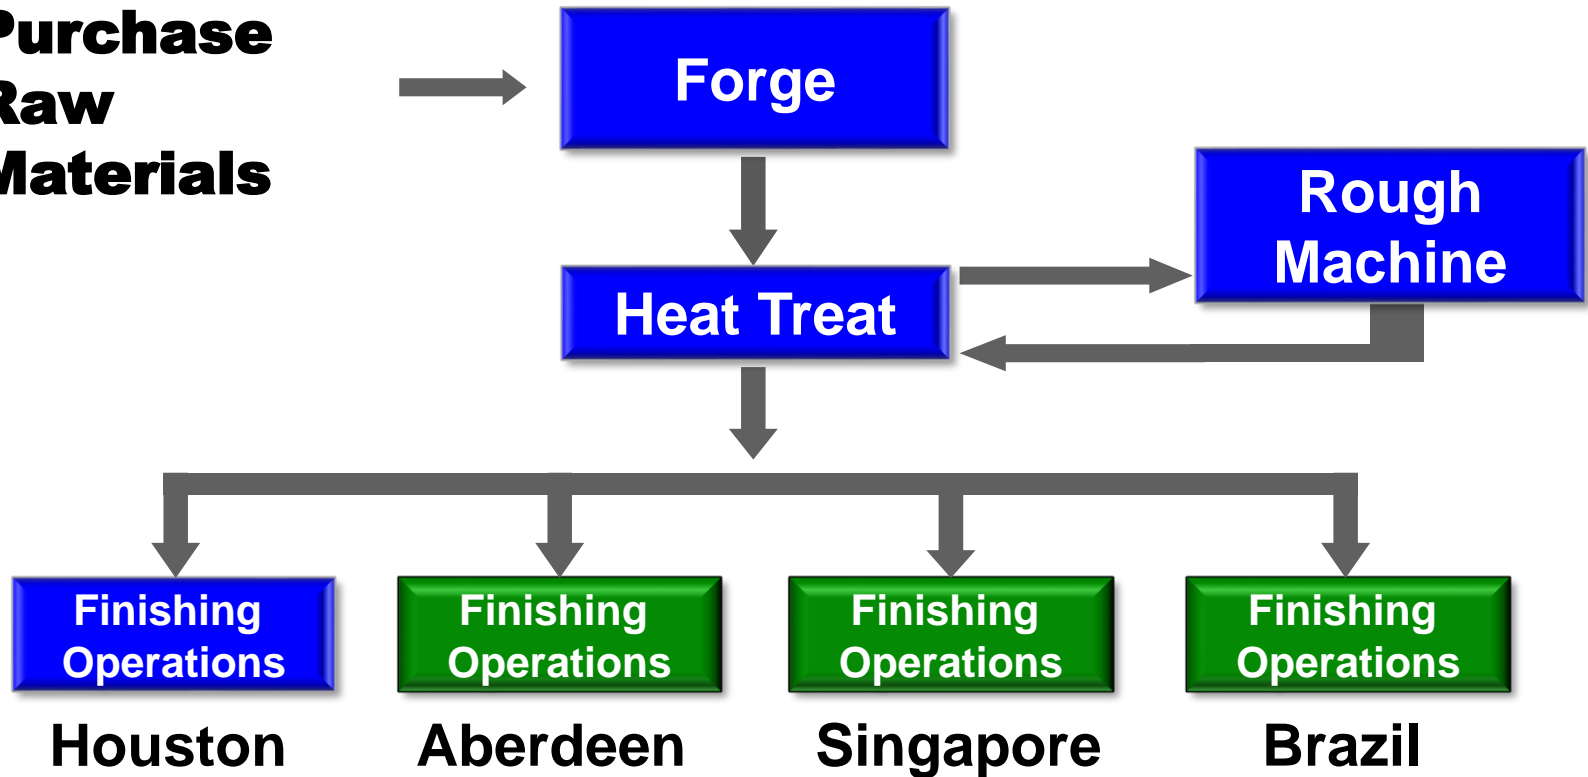 Purchase
Raw
Materials
Forge
Rough
Machine
Heat Treat
Finishing
Operations
Finishing
Operations
Finishing
Operations
Finishing
Operations
Houston
Aberdeen
Singapore
Brazil